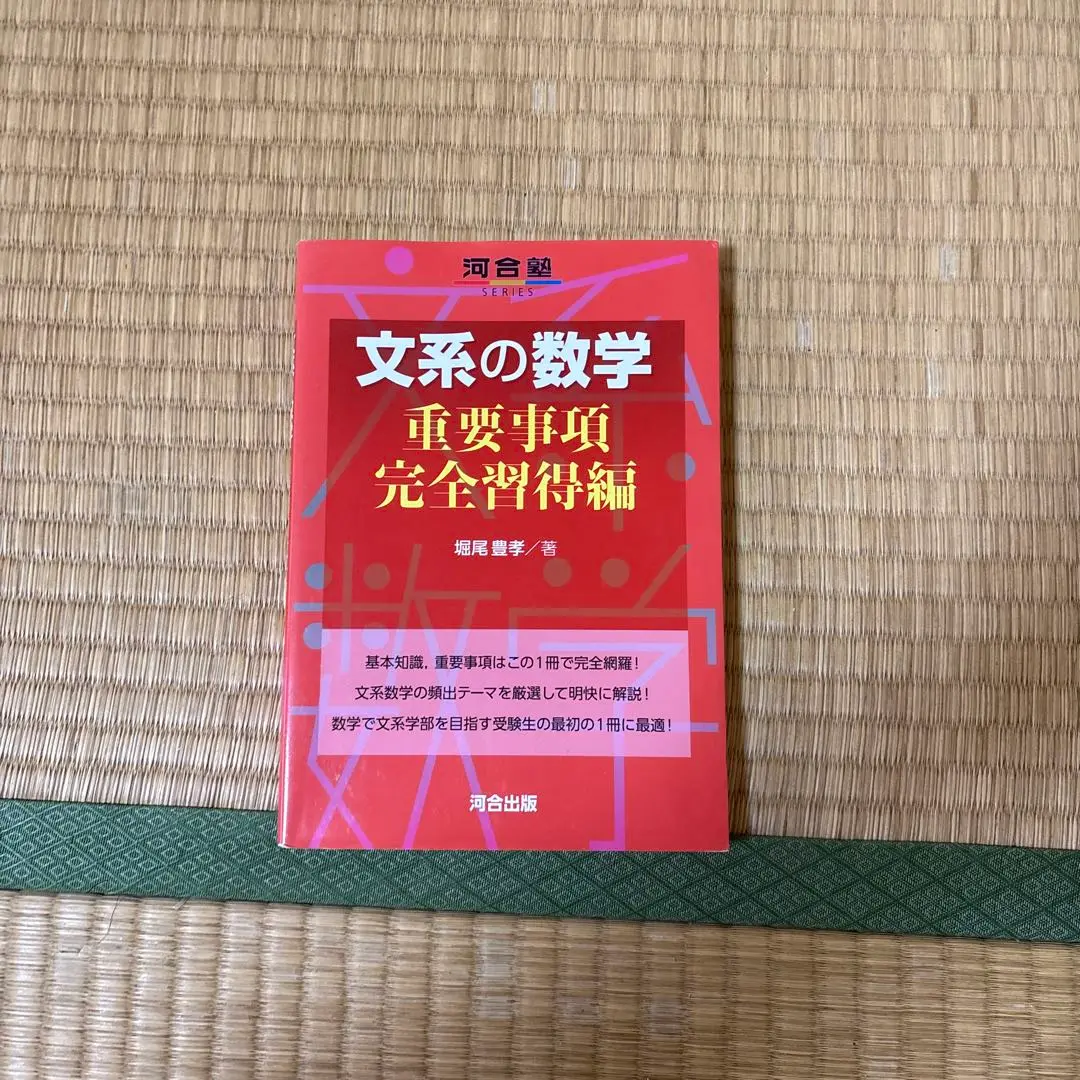 河合塾
SERIES
文系の数学
重要事項
完全習得編
堀尾豊孝／著
基本知識，重要事項はこの1冊で完全網羅！
文系数学の頻出テーマを厳選して明快に解説！
数学で文系学部を目指す受験生の最初の1冊に最適！
河合出版